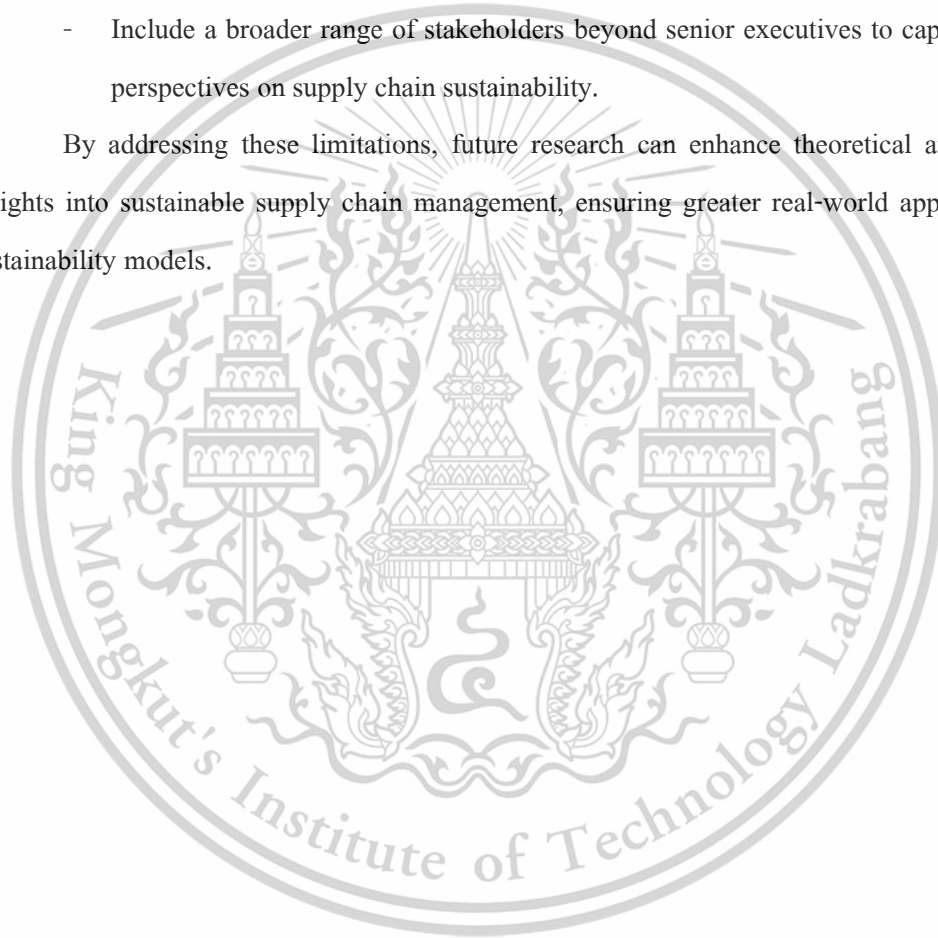 - Include a broader range of stakeholders beyond senior executives to cap
perspectives on supply chain sustainability.
By addressing these limitations, future research can enhance theoretical a
ights into sustainable supply chain management, ensuring greater real-world app
stainability models.
King Mongkut's Institute of Technology Ladkrabang